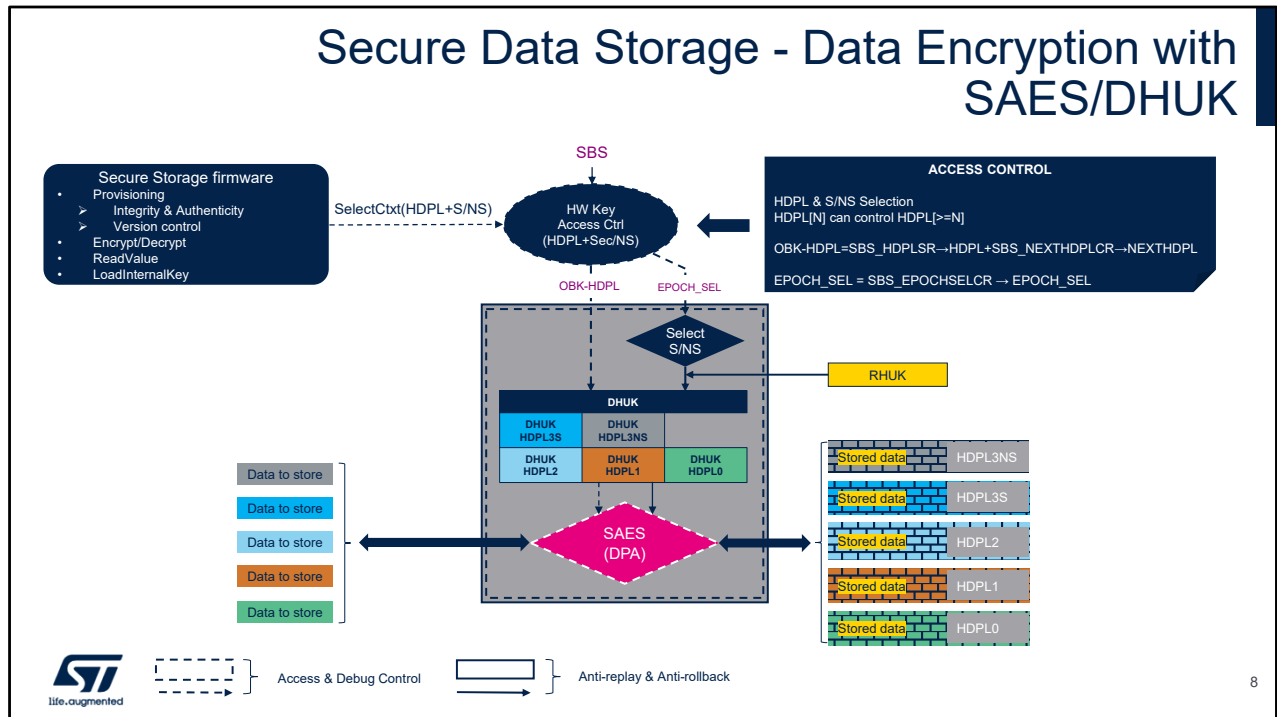 Secure Data Storage - Data Encryption with
SAES/DHUK
Secure Storage firmware
• Provisioning
➢ Integrity & Authenticity
➢ Version control
• Encrypt/Decrypt
• ReadValue
• LoadInternalKey
SelectCtxt(HDPL+S/NS)
SBS
HW Key
Access Ctrl
(HDPL+Sec/NS)
ACCESS CONTROL
HDPL & S/NS Selection
HDPL[N] can control HDPL[>=N]
OBK-HDPL=SBS_HDPLSR→HDPL+SBS_NEXTHDPLCR→NEXTHDPL
EPOCH_SEL = SBS_EPOCHSELCR → EPOCH_SEL
OBK-HDPL
EPOCH_SEL
Select
S/NS
RHUK
DHUK
DHUK
HDPL3S
DHUK
HDPL3NS
DHUK
HDPL2
DHUK
HDPL1
DHUK
HDPL0
SAES
(DPA)
Data to store
Data to store
Data to store
Data to store
Data to store
Stored data HDPL3NS
Stored data HDPL3S
Stored data HDPL2
Stored data HDPL1
Stored data HDPL0
ST
life.augmented
Access & Debug Control
Anti-replay & Anti-rollback
8